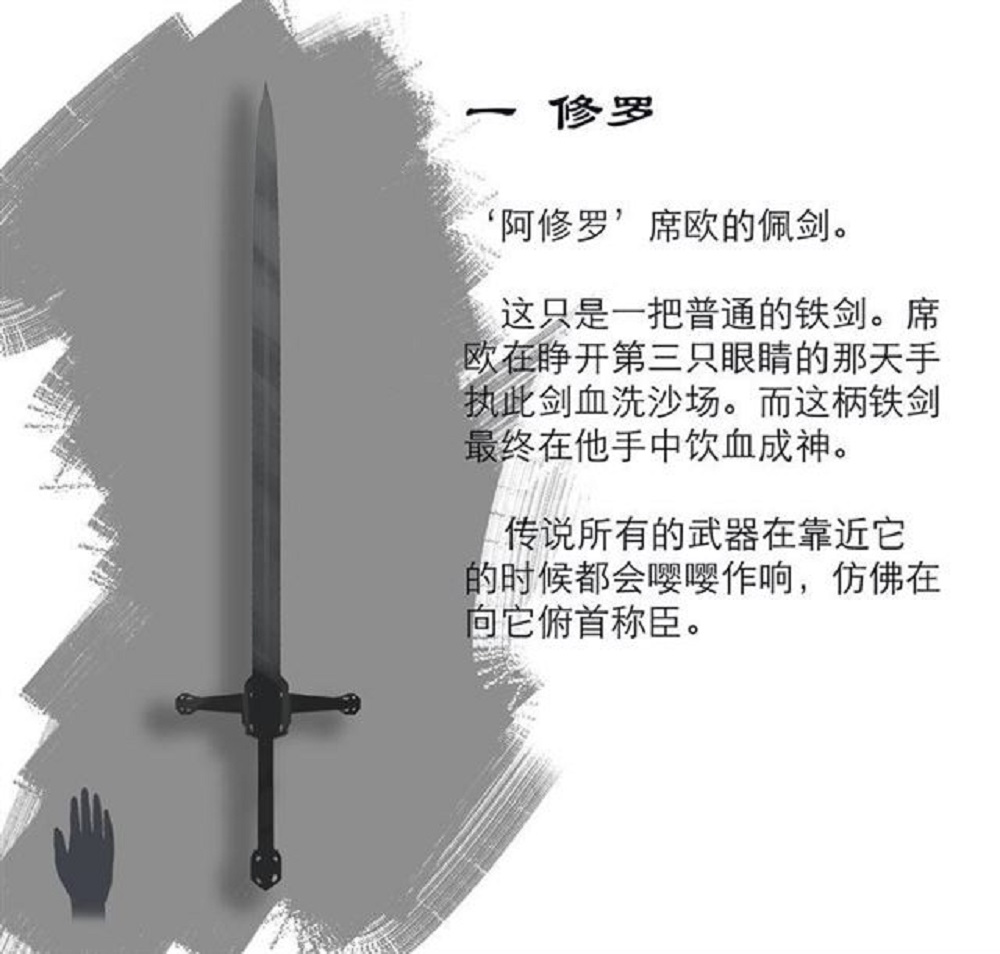 一 修罗
‘阿修罗’席欧的佩剑。
这只是一把普通的铁剑。席
欧在睁开第三只眼睛的那天手
执此剑血洗沙场。而这柄铁剑
最终在他手中饮血成神。
传说所有的武器在靠近它
的时候都会嘤嘤作响，仿佛在
向它俯首称臣。